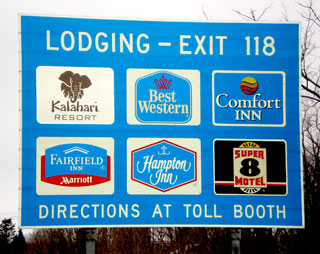 LODGING - EXIT 118
Kalahari
RESORT
Best
Western
Comfort
INN
FAIRFIELD
INN
Marriott
Hampton
Inn
SUPER
8
MOTEL
DIRECTIONS AT TOLL BOOTH